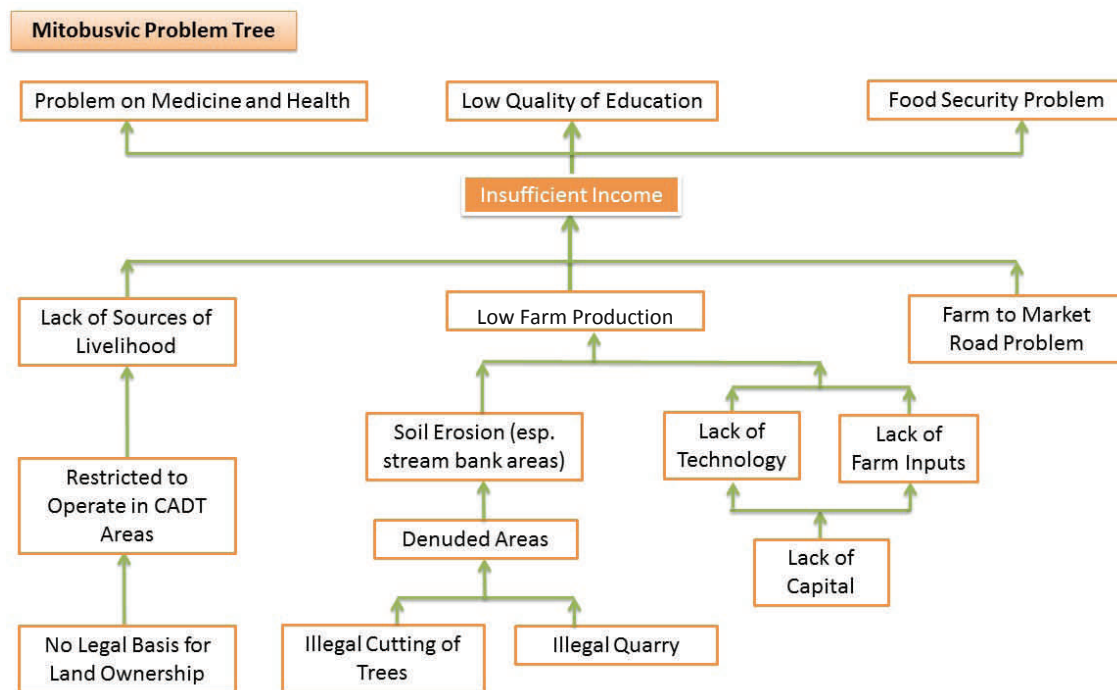 Mitobusvic Problem Tree
Problem on Medicine and Health
Low Quality of Education
Food Security Problem
Insufficient Income
Lack of Sources of
Livelihood
Low Farm Production
Farm to Market
Road Problem
Soil Erosion (esp.
stream bank areas)
Lack of
Technology
Lack of
Farm Inputs
Restricted to
Operate in CADT
Areas
Denuded Areas
Lack of
Capital
No Legal Basis for
Land Ownership
Illegal Cutting of
Trees
Illegal Quarry